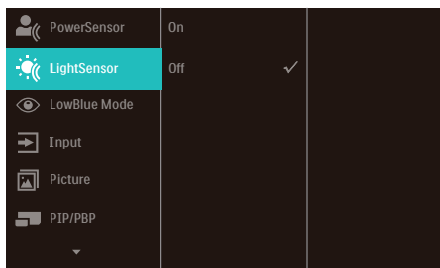 PowerSensor
On
LightSensor
Off
LowBlue Mode
Input
Picture
PIP/PBP